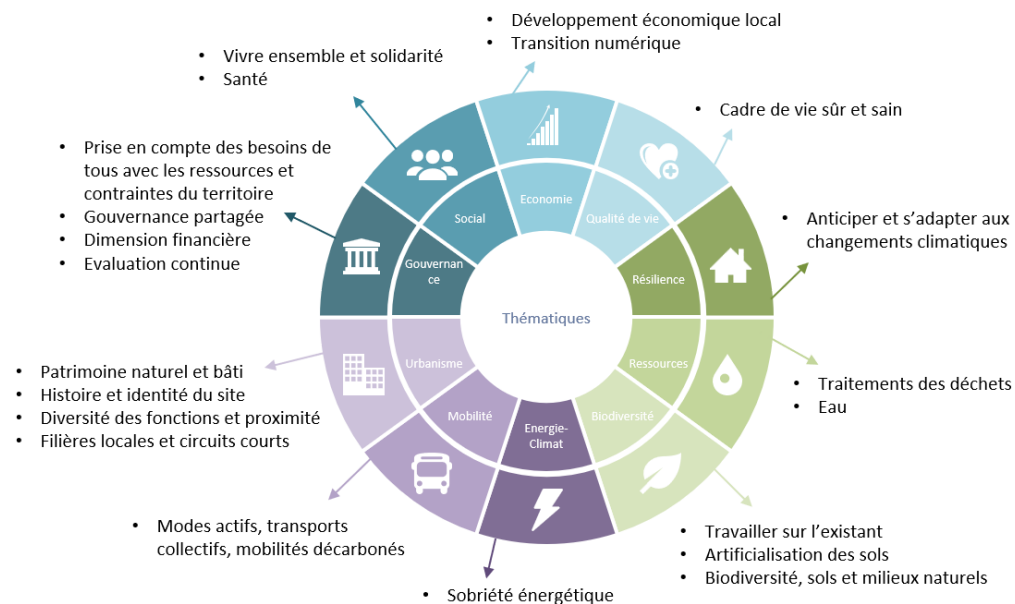 • Développement économique local
• Transition numérique
• Vivre ensemble et solidarité
• Santé
• Cadre de vie sûr et sain
• Prise en compte des besoins de
tous avec les ressources et
contraintes du territoire
• Gouvernance partagée
• Dimension financière
• Evaluation continue
• Anticiper et s’adapter aux
changements climatiques
Economie
Social
Qualité de vie
Gouvernan
ce
Résilience
Thématiques
Urbanisme
Ressources
Mobilité
Biodiversité
Energie-
Climat
• Patrimoine naturel et bâti
• Histoire et identité du site
• Diversité des fonctions et proximité
• Filières locales et circuits courts
• Traitements des déchets
• Eau
• Modes actifs, transports
collectifs, mobilités décarbonés
• Travailler sur l’existant
• Artificialisation des sols
• Biodiversité, sols et milieux naturels
• Sobriété énergétique